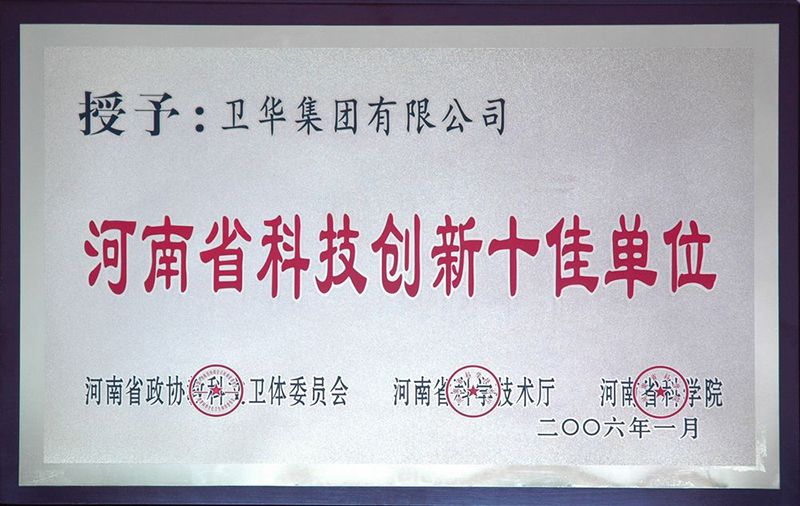 授予：卫华集团有限公司
河南省科技创新十佳单位
河南省政协教科文卫体委员会 河南省科学技术厅 河南省科学院
二〇〇六年一月